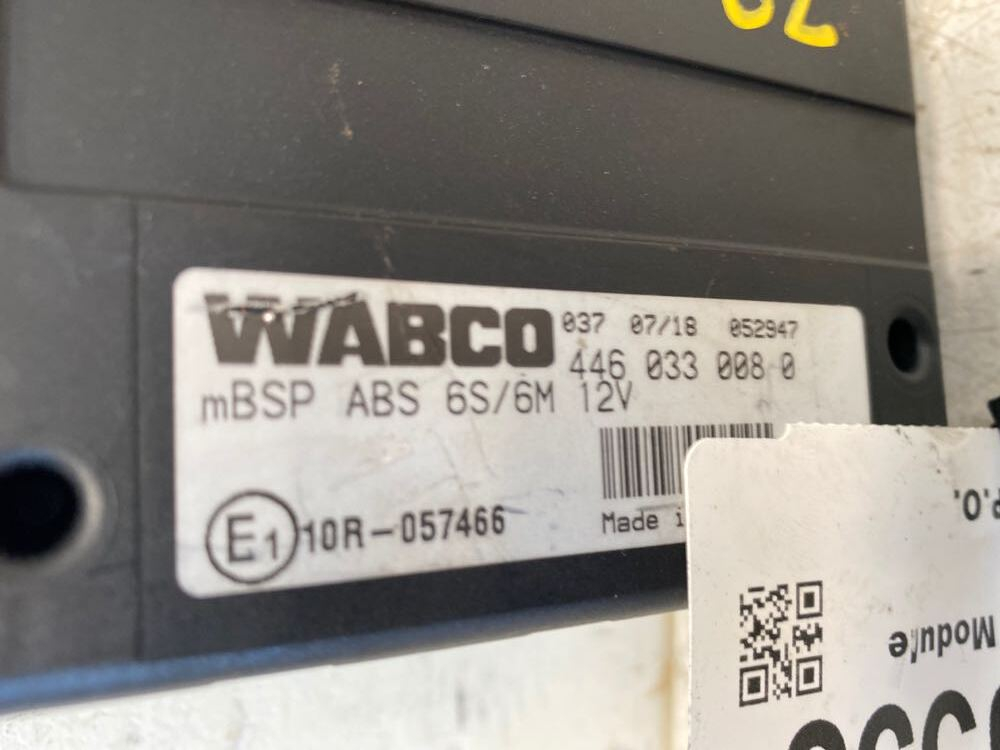 WABCO 037 07/18 052947
446 033 008 0
mBSP ABS 6S/6M 12V
E1 10R-057466
Made i
P.O.
Module